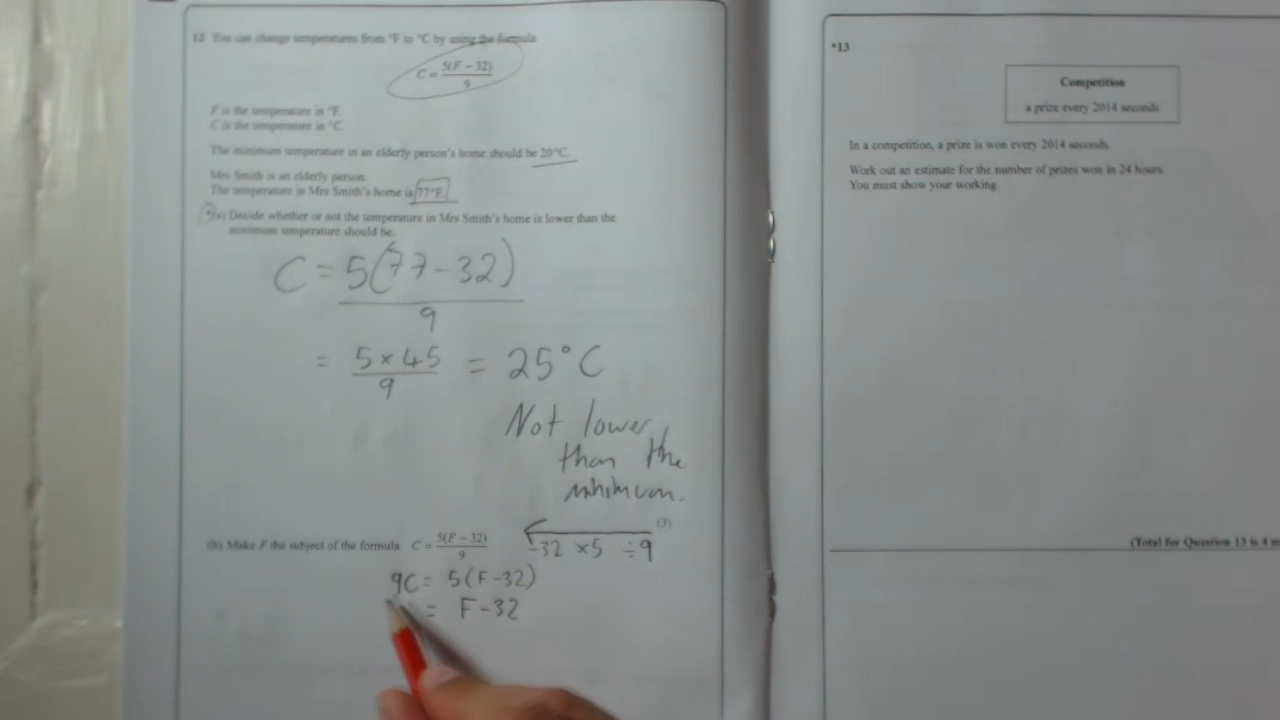 12 You can change temperatures from °F to °C by using the formula
C = 5(F – 32) / 9
F is the temperature in °F.
C is the temperature in °C.
The minimum temperature in an elderly person's home should be 20°C.
Mrs Smith is an elderly person.
The temperature in Mrs Smith's home is 77°F.
*(a) Decide whether or not the temperature in Mrs Smith's home is lower than the
minimum temperature should be.
C = 5(77 - 32) / 9
= 5 × 45 / 9 = 25°C
Not lower
than the
minimum.
(3)
(b) Make F the subject of the formula C = 5(F – 32) / 9
-32 ×5 ÷9
9C = 5(F-32)
= F-32
*13
Competition
a prize every 2014 seconds
In a competition, a prize is won every 2014 seconds.
Work out an estimate for the number of prizes won in 24 hours.
You must show your working.
(Total for Question 13 is 4 m